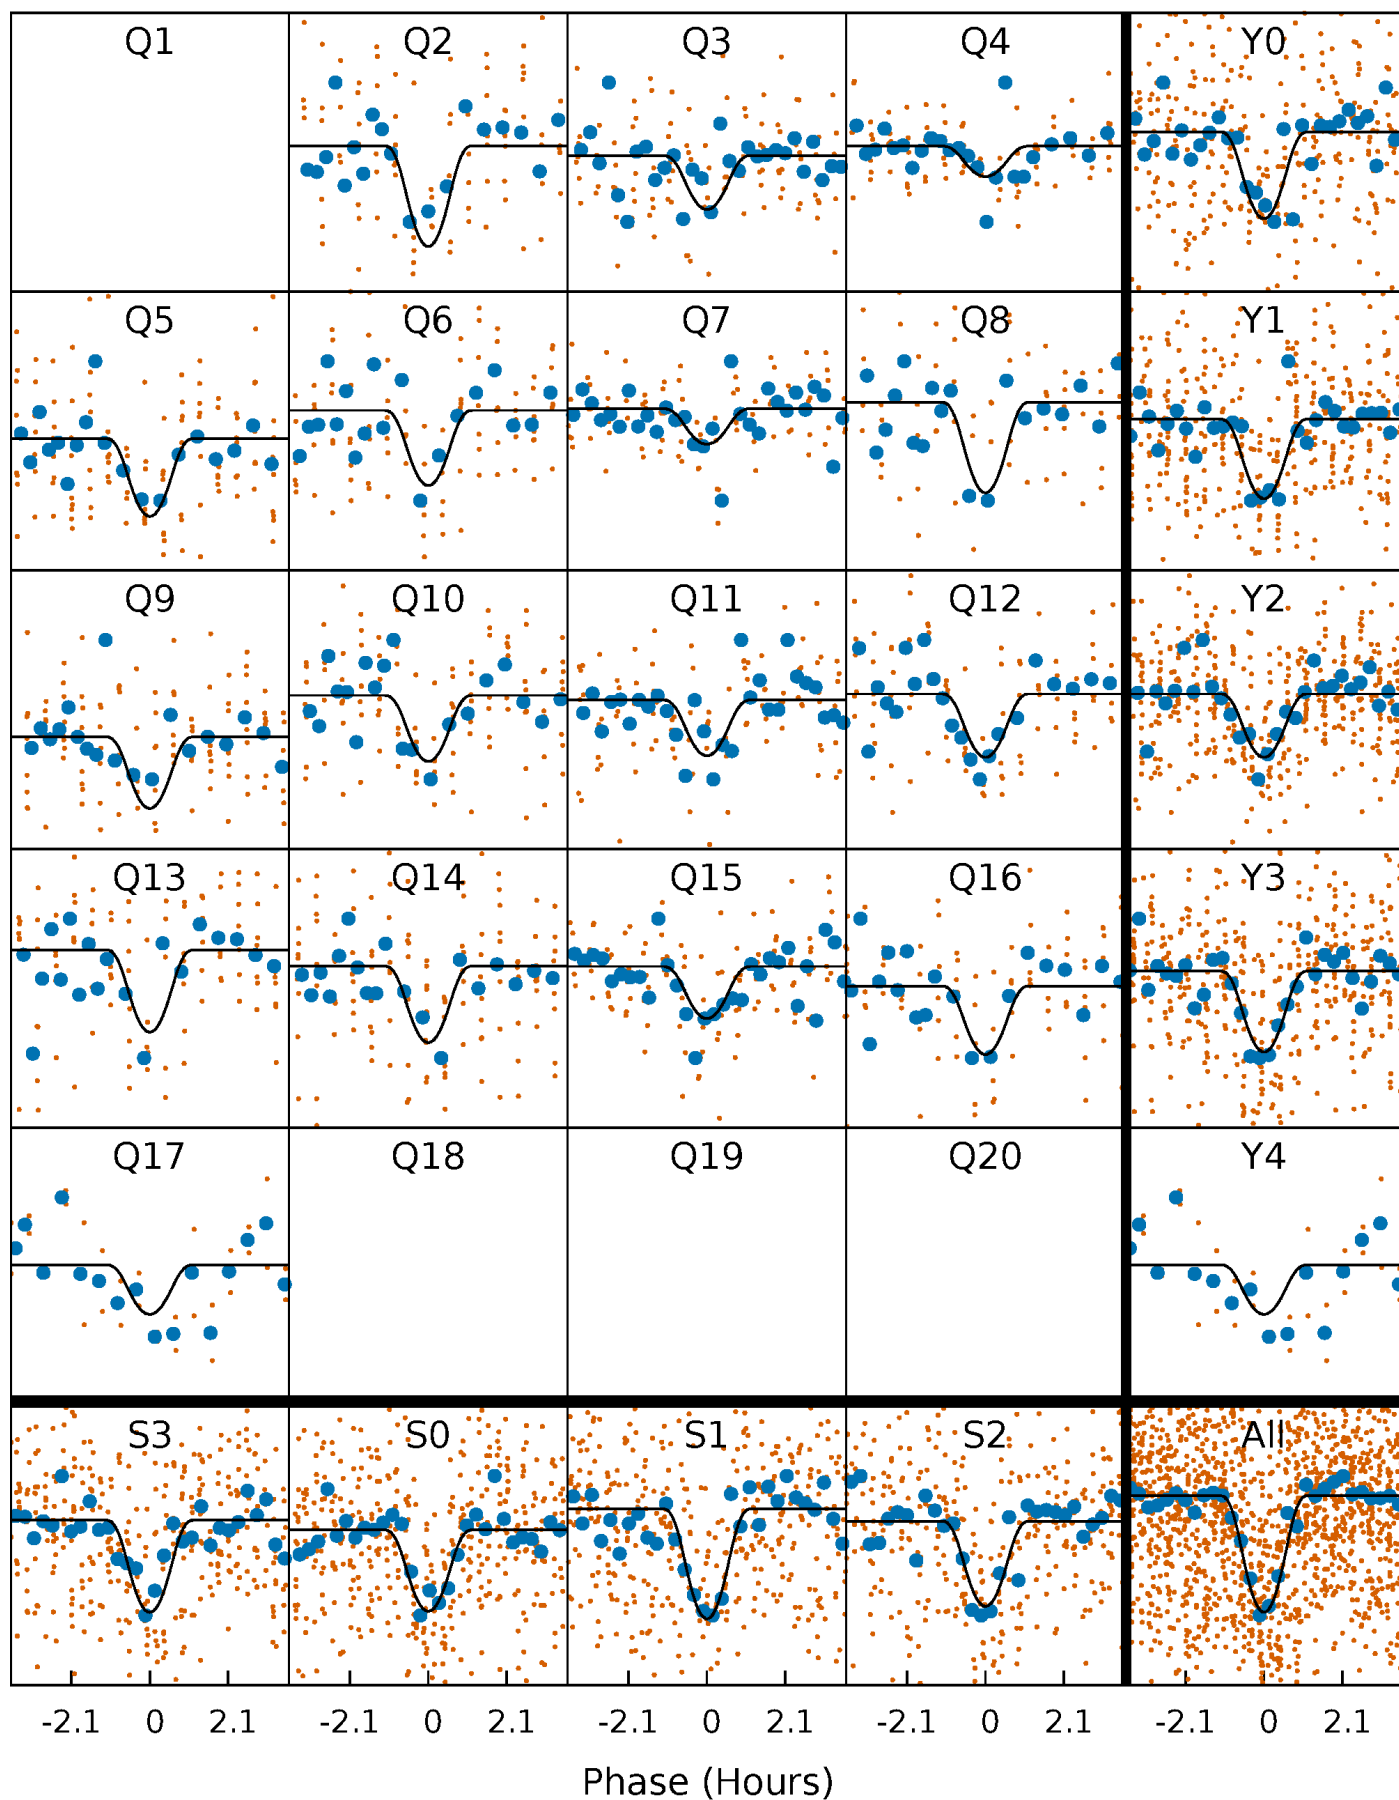 Q1 Q2 Q3 Q4 Y0
Q5 Q6 Q7 Q8 Y1
Q9 Q10 Q11 Q12 Y2
Q13 Q14 Q15 Q16 Y3
Q17 Q18 Q19 Q20 Y4
S3 S0 S1 S2 All
-2.1 0 2.1 -2.1 0 2.1 -2.1 0 2.1 -2.1 0 2.1 -2.1 0 2.1
Phase (Hours)